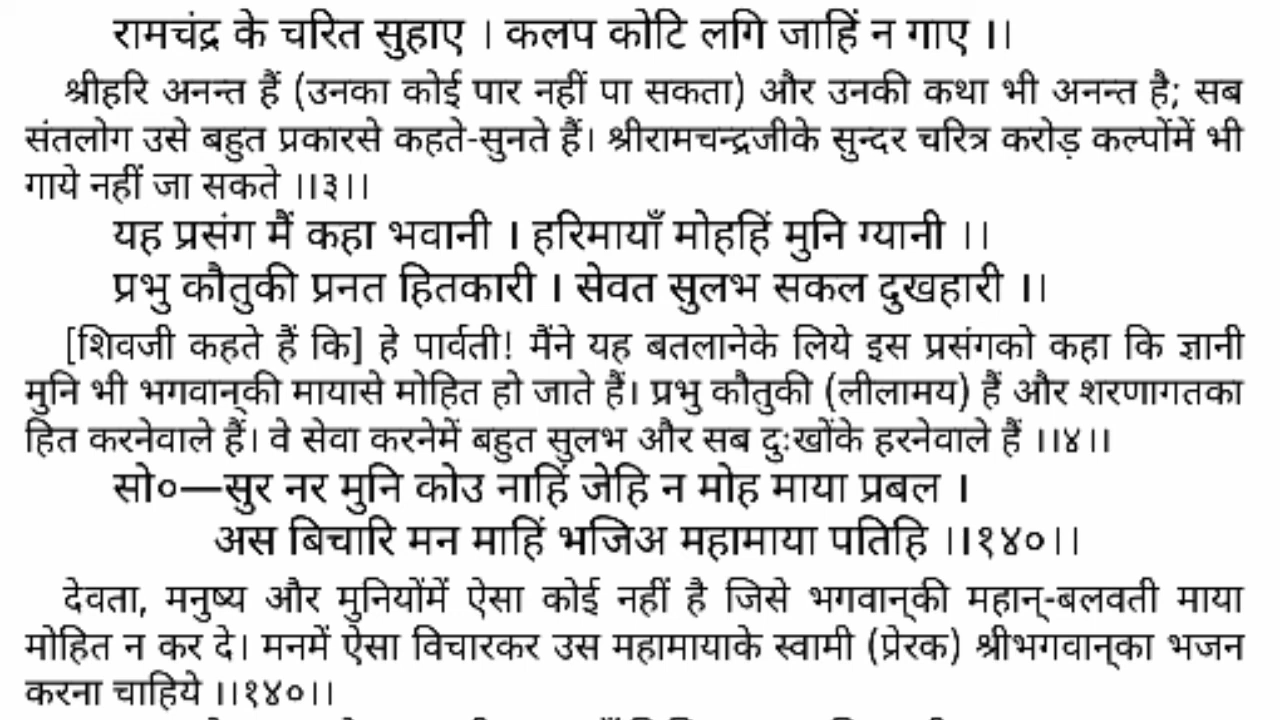 रामचंद्र के चरित सुहाए । कलप कोटि लगि जाहिं न गाए ।।
श्रीहरि अनन्त हैं (उनका कोई पार नहीं पा सकता) और उनकी कथा भी अनन्त है; सब
संतलोग उसे बहुत प्रकारसे कहते-सुनते हैं। श्रीरामचन्द्रजीके सुन्दर चरित्र करोड़ कल्पोंमें भी
गाये नहीं जा सकते ।।३।।
यह प्रसंग मैं कहा भवानी । हरिमायाँ मोहहिं मुनि ग्यानी ।।
प्रभु कौतुकी प्रनत हितकारी । सेवत सुलभ सकल दुखहारी ।।
[शिवजी कहते हैं कि] हे पार्वती! मैंने यह बतलानेके लिये इस प्रसंगको कहा कि ज्ञानी
मुनि भी भगवान्‌की मायासे मोहित हो जाते हैं। प्रभु कौतुकी (लीलामय) हैं और शरणागतका
हित करनेवाले हैं। वे सेवा करनेमें बहुत सुलभ और सब दुःखोंके हरनेवाले हैं ।।४।।
सो०—सुर नर मुनि कोउ नाहिं जेहि न मोह माया प्रबल ।
अस बिचारि मन माहिं भजिअ महामाया पतिहि ।।१४०।।
देवता, मनुष्य और मुनियोंमें ऐसा कोई नहीं है जिसे भगवान्‌की महान्-बलवती माया
मोहित न कर दे। मनमें ऐसा विचारकर उस महामायाके स्वामी (प्रेरक) श्रीभगवान्‌का भजन
करना चाहिये ।।१४०।।